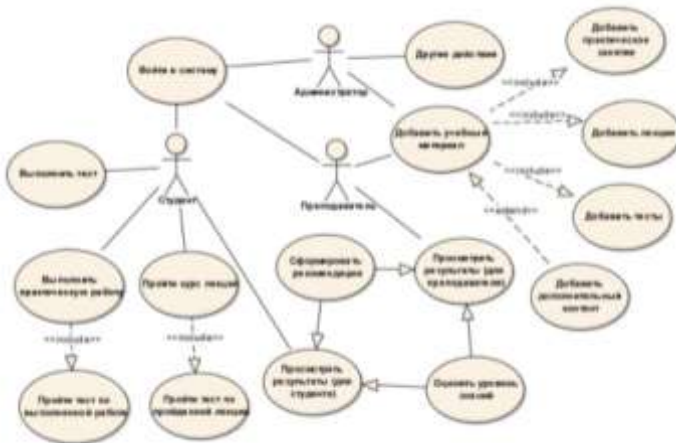 Войти в систему
Администратор
Другие действия
Добавить
практическое
занятие
<<include>>
Добавить учебный
материал
<<include>>
Добавить лекции
<<include>>
Добавить тесты
<<extend>>
Добавить
дополнительный
контент
Выполнить тест
Студент
Преподаватель
Выполнить
практическую работу
Пройти курс лекций
Сформировать
рекомендации
Просмотреть
результаты (для
преподавателя)
<<include>>
<<include>>
Пройти тест по
выполненной работе
Пройти тест по
пройденной лекции
Просмотреть
результаты (для
студента)
Оценить уровень
знаний